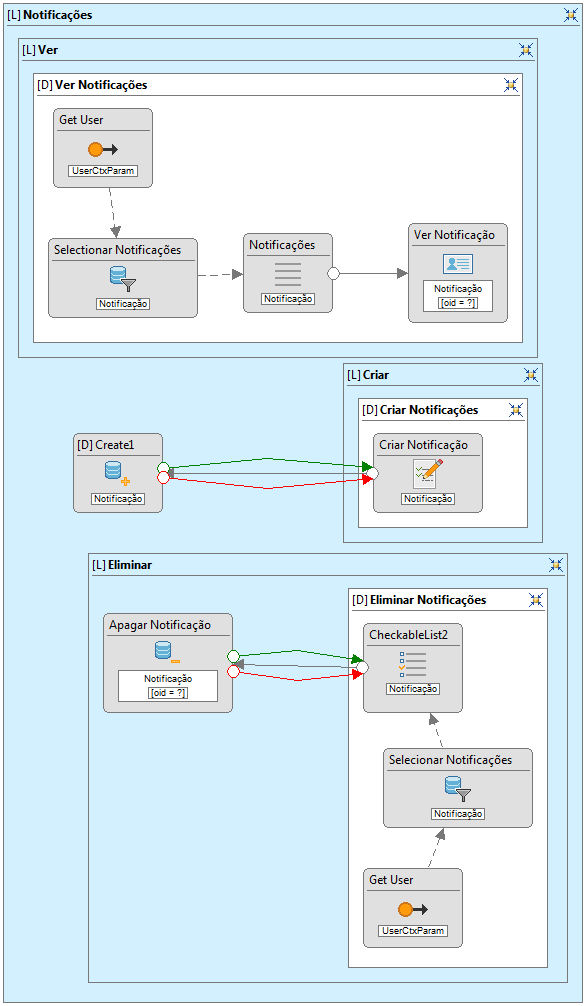 [L] Notificações
[L] Ver
[D] Ver Notificações
Get User
UserCtxParam
Selectionar Notificações
Notificação
Notificações
Notificação
Ver Notificação
Notificação
[oid = ?]
[L] Criar
[D] Criar Notificações
[D] Create1
Notificação
Criar Notificação
Notificação
[L] Eliminar
[D] Eliminar Notificações
Apagar Notificação
Notificação
[oid = ?]
CheckableList2
Notificação
Selecionar Notificações
Notificação
Get User
UserCtxParam